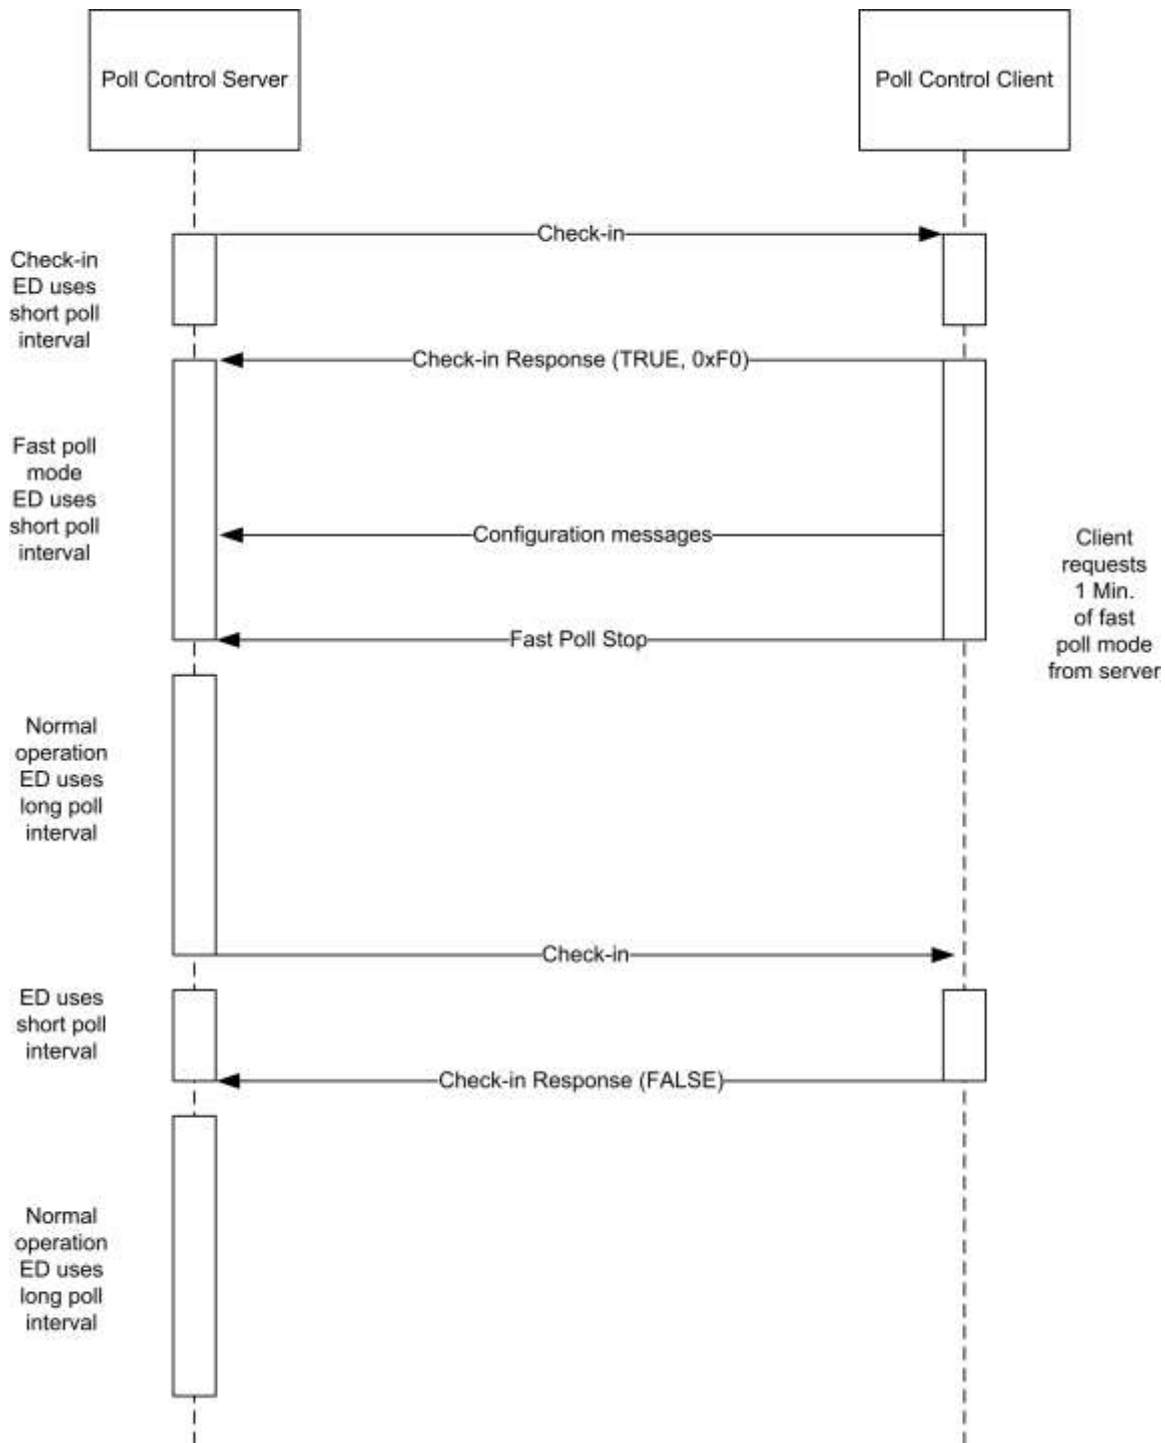 Poll Control Server
Poll Control Client
Check-in
Check-in
ED uses
short poll
interval
Check-in Response (TRUE, 0xF0)
Fast poll
mode
ED uses
short poll
interval
Configuration messages
Client
requests
1 Min.
of fast
poll mode
from server
Fast Poll Stop
Normal
operation
ED uses
long poll
interval
Check-in
ED uses
short poll
interval
Check-in Response (FALSE)
Normal
operation
ED uses
long poll
interval